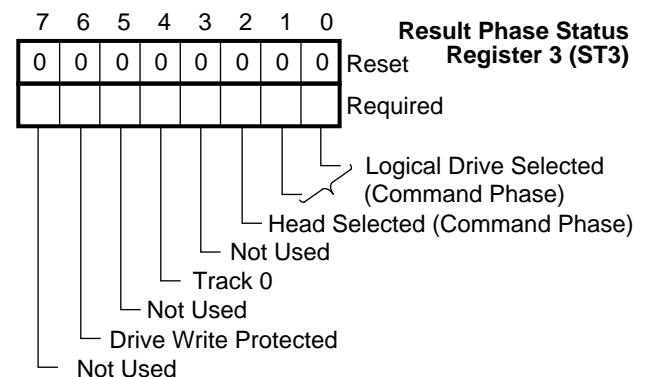 7 6 5 4 3 2 1 0
Result Phase Status
Register 3 (ST3)
0 0 0 0 0 0 0 0 Reset
Required
Logical Drive Selected
(Command Phase)
Head Selected (Command Phase)
Not Used
Track 0
Not Used
Drive Write Protected
Not Used